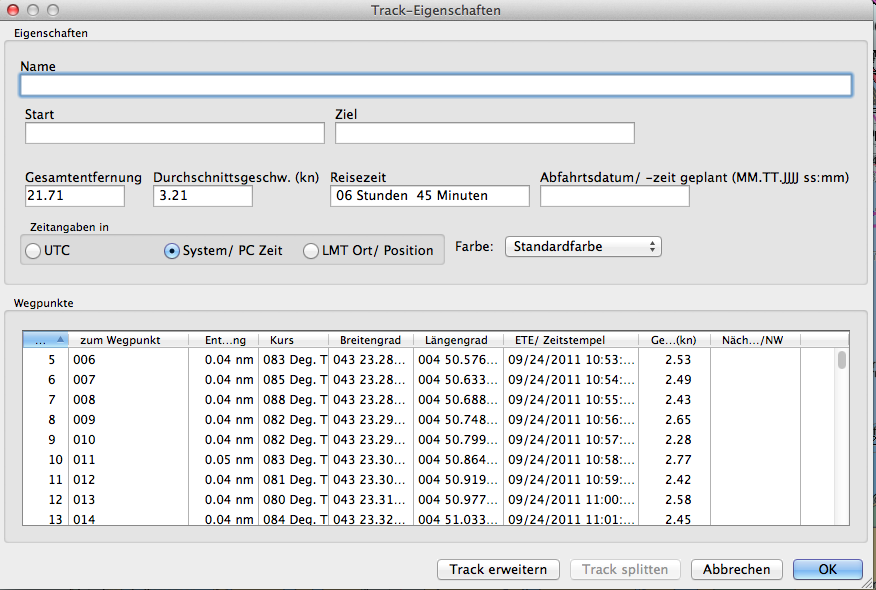 Track-Eigenschaften
Eigenschaften
Name
Start Ziel
Gesamtentfernung Durchschnittsgeschw. (kn) Reisezeit Abfahrtsdatum/ -zeit geplant (MM.TT.JJJJ ss:mm)
21.71 3.21 06 Stunden 45 Minuten
Zeitangaben in
UTC System/ PC Zeit LMT Ort/ Position Farbe: Standardfarbe
Wegpunkte
... zum Wegpunkt Ent...ng Kurs Breitengrad Längengrad ETE/ Zeitstempel Ge...(kn) Näch.../NW
5 006 0.04 nm 083 Deg. T 043 23.28... 004 50.576... 09/24/2011 10:53:... 2.53
6 007 0.04 nm 085 Deg. T 043 23.28... 004 50.633... 09/24/2011 10:54:... 2.49
7 008 0.04 nm 088 Deg. T 043 23.28... 004 50.688... 09/24/2011 10:55:... 2.43
8 009 0.04 nm 082 Deg. T 043 23.29... 004 50.748... 09/24/2011 10:56:... 2.65
9 010 0.04 nm 082 Deg. T 043 23.29... 004 50.799... 09/24/2011 10:57:... 2.28
10 011 0.05 nm 083 Deg. T 043 23.30... 004 50.864... 09/24/2011 10:58:... 2.77
11 012 0.04 nm 081 Deg. T 043 23.30... 004 50.919... 09/24/2011 10:59:... 2.42
12 013 0.04 nm 080 Deg. T 043 23.31... 004 50.977... 09/24/2011 11:00:... 2.58
13 014 0.04 nm 084 Deg. T 043 23.32... 004 51.033... 09/24/2011 11:01:... 2.45
Track erweitern Track splitten Abbrechen OK